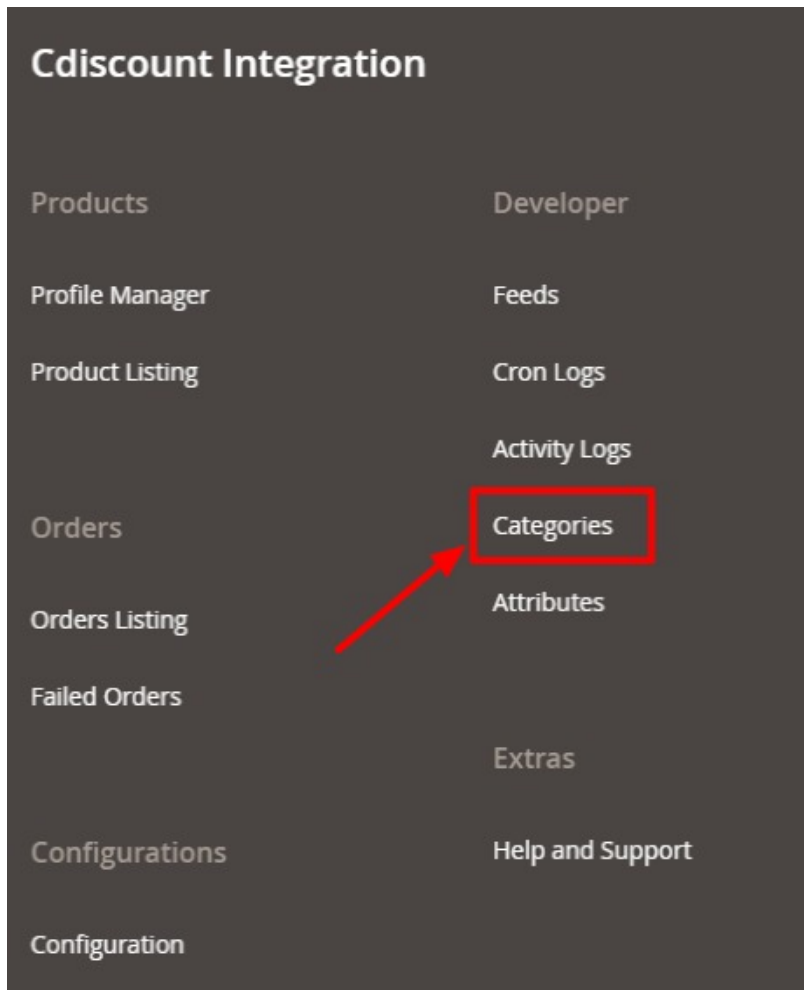 Cdiscount Integration
Products
Profile Manager
Product Listing
Orders
Orders Listing
Failed Orders
Configurations
Configuration
Developer
Feeds
Cron Logs
Activity Logs
Categories
Attributes
Extras
Help and Support